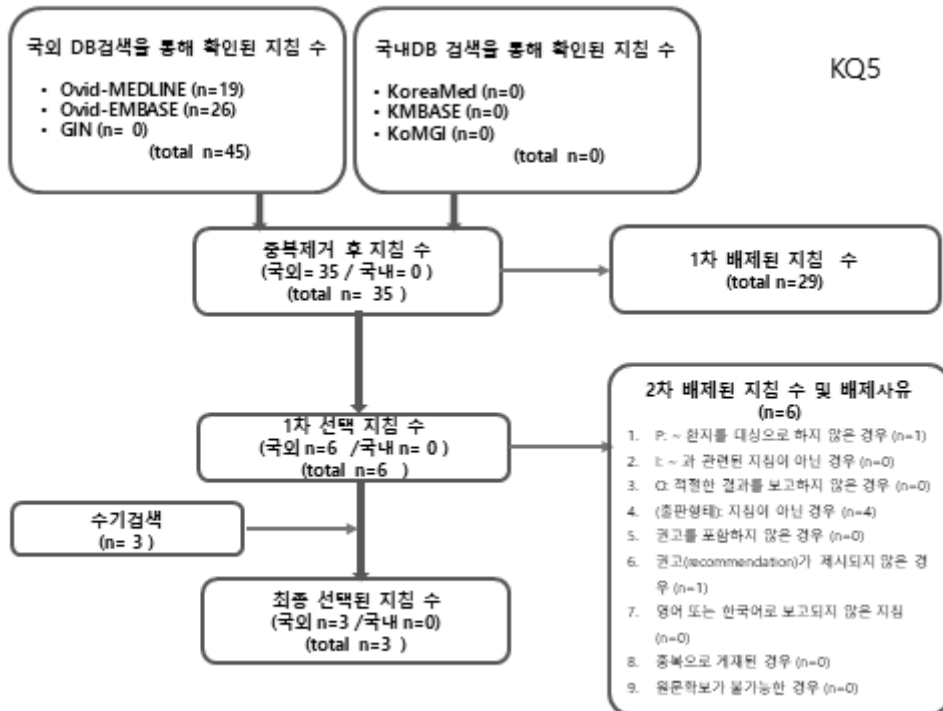 국외 DB검색을 통해 확인된 지침 수
• Ovid-MEDLINE (n=19)
• Ovid-EMBASE (n=26)
• GIN (n= 0)
(total n=45)
국내DB 검색을 통해 확인된 지침 수
• KoreaMed (n=0)
• KMBASE (n=0)
• KoMGI (n=0)
(total n=0)
KQ5
중복제거 후 지침 수
(국외= 35 / 국내= 0 )
(total n= 35 )
1차 배제된 지침 수
(total n=29)
1차 선택 지침 수
(국외 n=6 /국내 n= 0 )
(total n=6 )
2차 배제된 지침 수 및 배제사유
(n=6)
1. P: ~ 환자를 대상으로 하지 않은 경우 (n=1)
2. I: ~ 과 관련된 지침이 아닌 경우 (n=0)
3. O: 적절한 결과를 보고하지 않은 경우 (n=0)
4. (출판형태): 지침이 아닌 경우 (n=4)
5. 권고를 포함하지 않은 경우 (n=0)
6. 권고(recommendation)가 제시되지 않은 경
우 (n=1)
7. 영어 또는 한국어로 보고되지 않은 지침
(n=0)
8. 중복으로 게재된 경우 (n=0)
9. 원문확보가 불가능한 경우 (n=0)
수기검색
(n= 3 )
최종 선택된 지침 수
(국외 n=3 /국내 n=0)
(total n=3 )